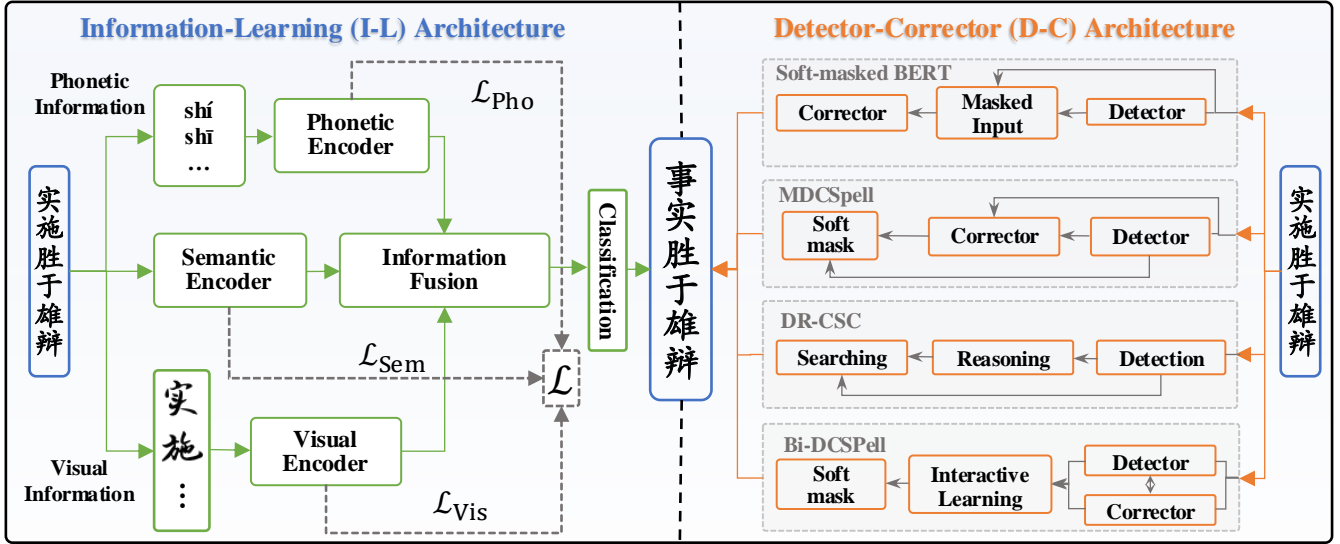 Information-Learning (I-L) Architecture
Phonetic
Information
shí
shī
...
Phonetic
Encoder
ℒPho
实施胜于雄辩
Semantic
Encoder
Information
Fusion
Classification
ℒSem
ℒ
Visual
Information
实
施
⋮
Visual
Encoder
ℒVis
事实胜于雄辩
Detector-Corrector (D-C) Architecture
Soft-masked BERT
Corrector
Masked
Input
Detector
MDCSpell
Soft
mask
Corrector
Detector
DR-CSC
Searching
Reasoning
Detection
Bi-DCSPell
Soft
mask
Interactive
Learning
Detector
Corrector
实施胜于雄辩